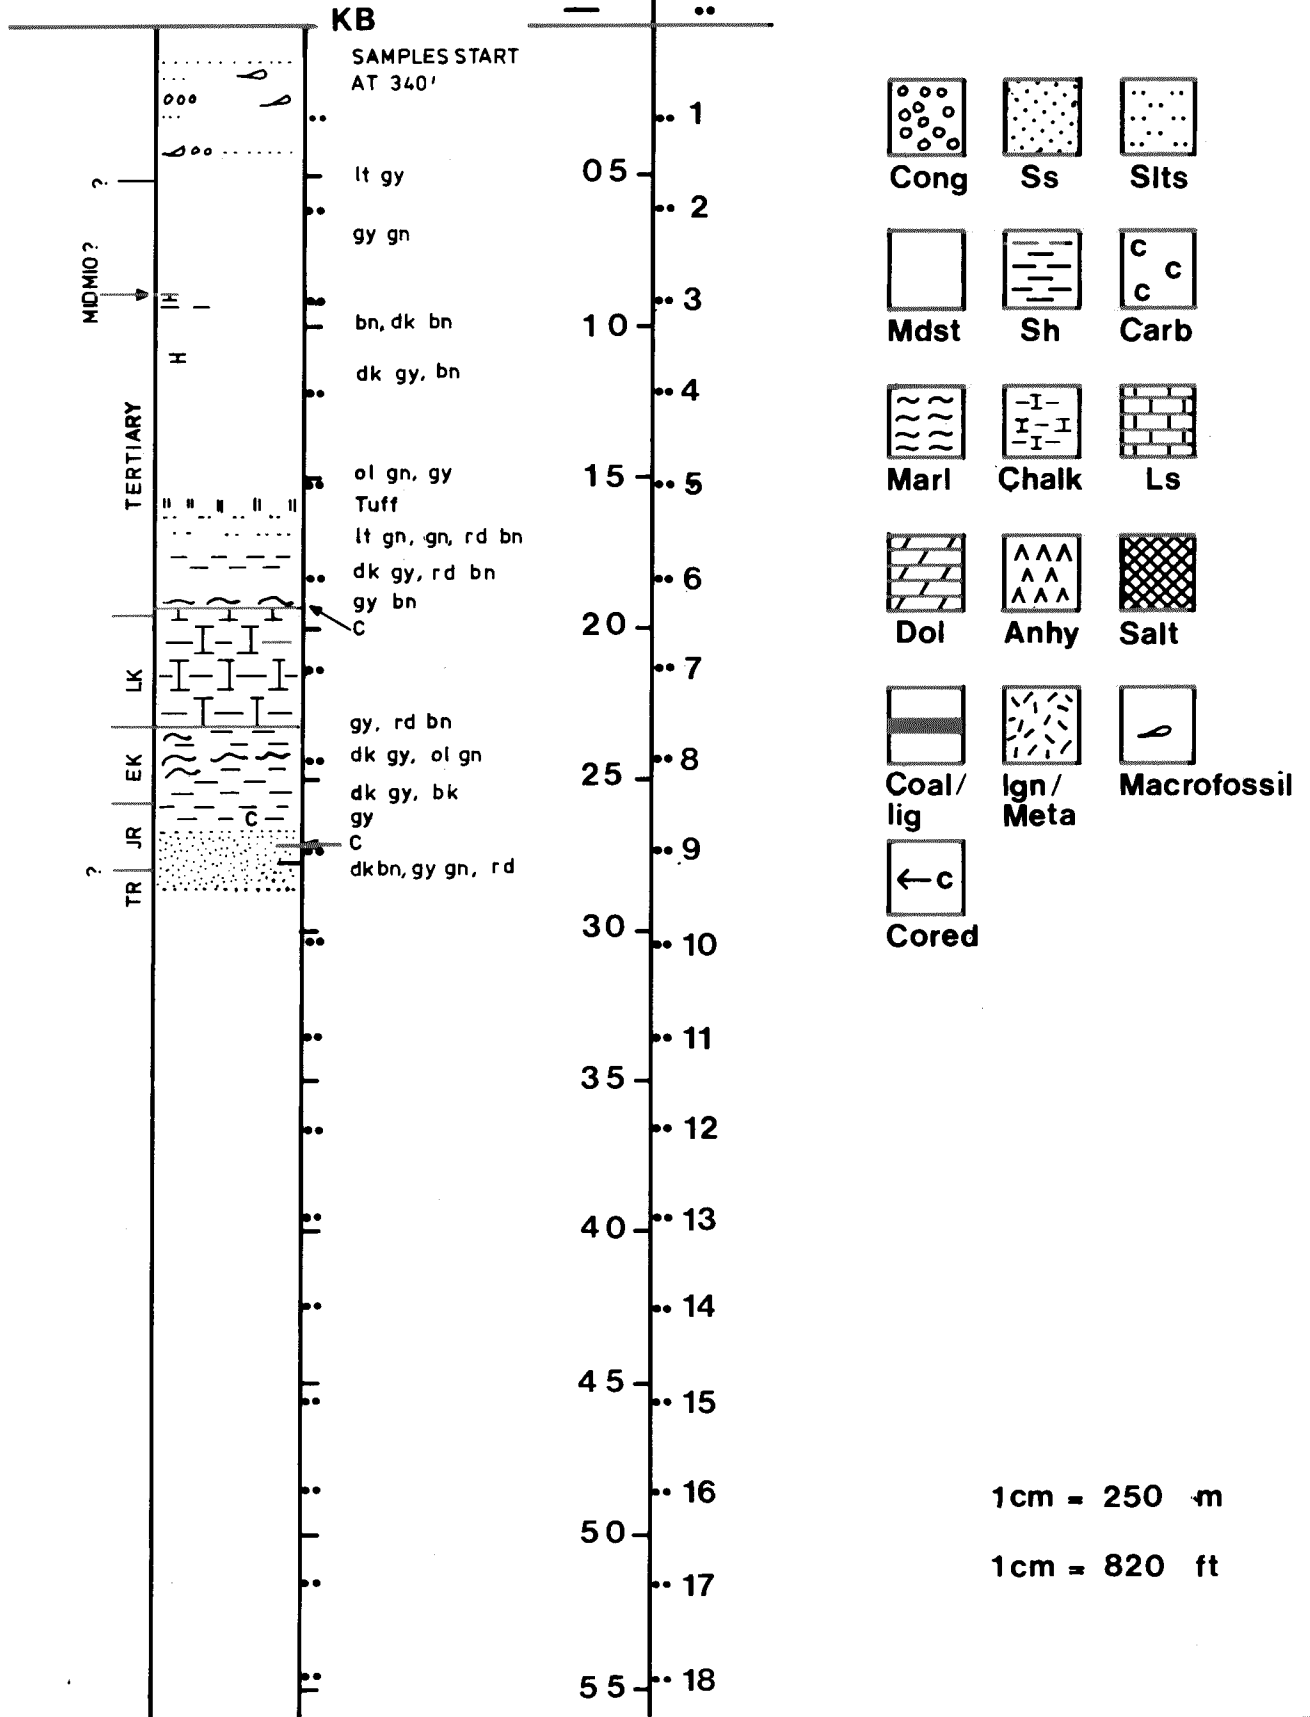 KB
SAMPLES START
AT 340'
lt gy
gy gn
bn, dk bn
dk gy, bn
ol gn, gy
Tuff
lt gn, gn, rd bn
dk gy, rd bn
gy bn
C
gy, rd bn
dk gy, ol gn
dk gy, bk
gy
C
dkbn, gy gn, rd
?
MIDMIO?
TERTIARY
LK
EK
JR
?
TR
C
05
10
15
20
25
30
35
40
45
50
55
1
2
3
4
5
6
7
8
9
10
11
12
13
14
15
16
17
18
Cong Ss Slts
C
C
C
Mdst Sh Carb
Marl Chalk Ls
Dol Anhy Salt
Coal/ Ign/ Macrofossil
lig Meta
←C
Cored
1cm = 250 m
1cm = 820 ft